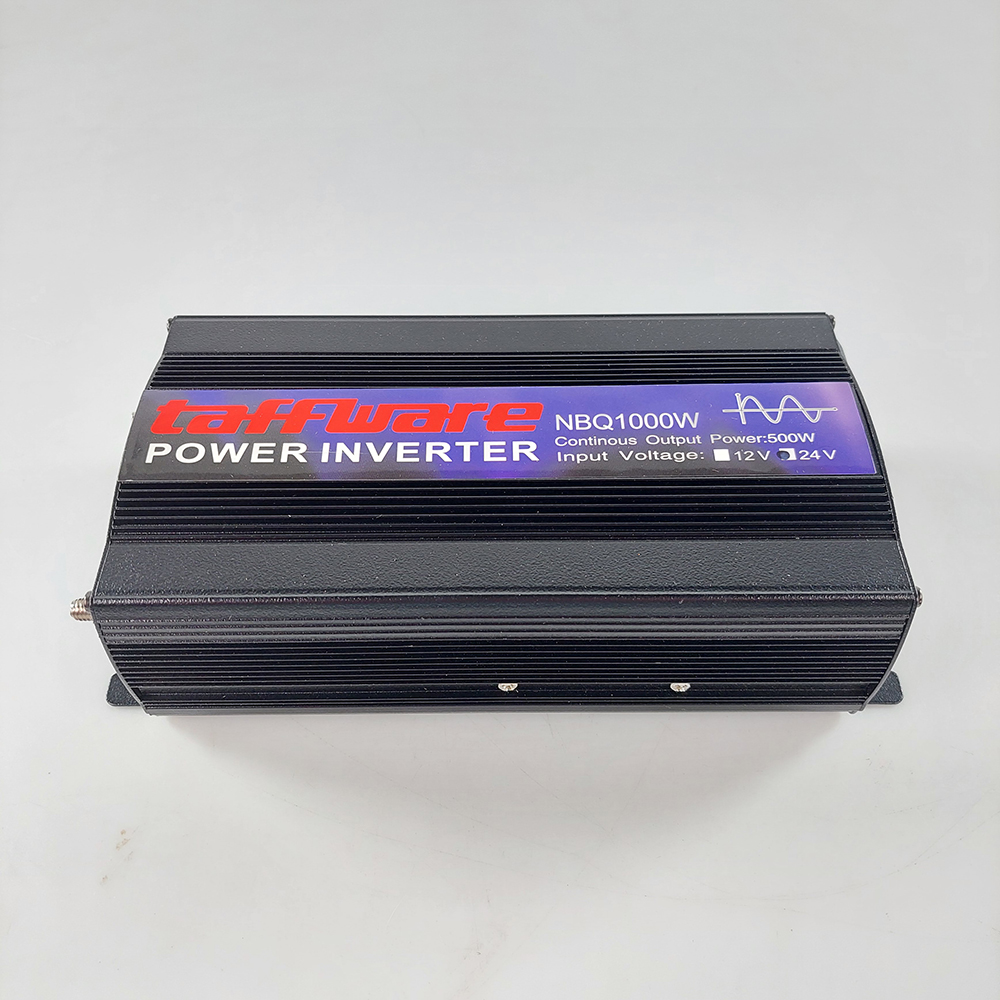 taffware
POWER INVERTER
NBQ1000W
Continous Output Power:500W
Input Voltage: 12V 24V